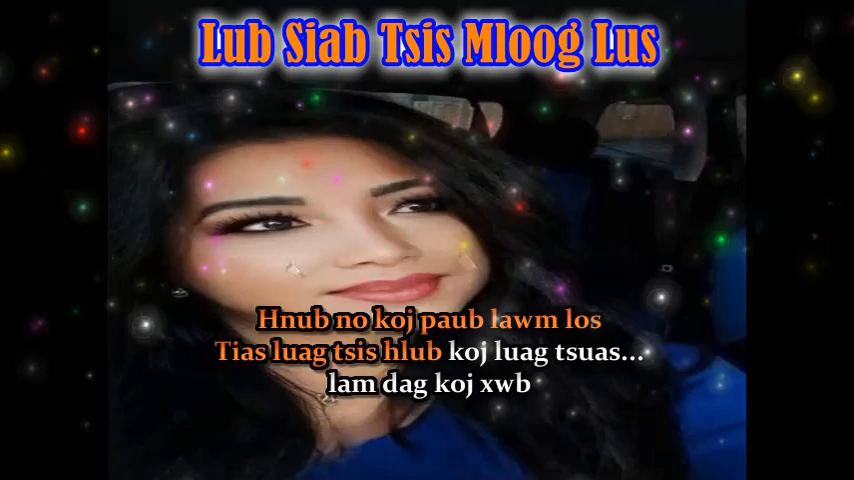 Lub Siab Tsis Mloog Lus
Hnub no koj paub lawm los
Tias luag tsis hlub koj luag tsuas...
lam dag koj xwb